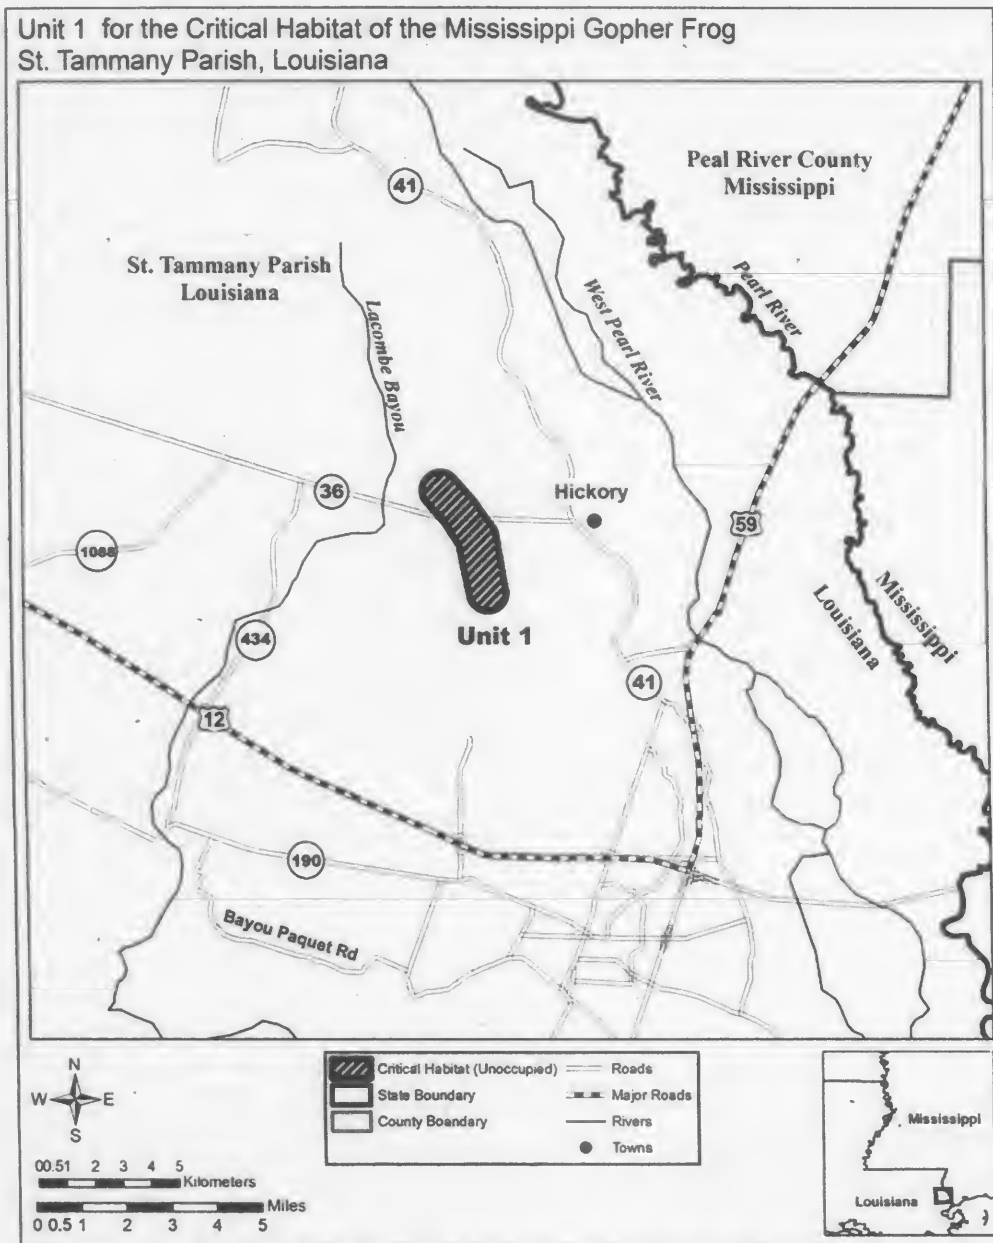 Unit 1 for the Critical Habitat of the Mississippi Gopher Frog
St. Tammany Parish, Louisiana
Peal River County
Mississippi
41
St. Tammany Parish
Louisiana
Pearl River
West Pearl River
Lacombe Bayou
36
Hickory
59
1088
Mississippi
Louisiana
434
Unit 1
41
12
190
Bayou Paquet Rd
N
W
E
S
Critical Habitat (Unoccupied)
State Boundary
County Boundary
Roads
Major Roads
Rivers
Towns
00.51 2 3 4 5
Kilometers
Miles
0 0.5 1 2 3 4 5
Mississippi
Louisiana